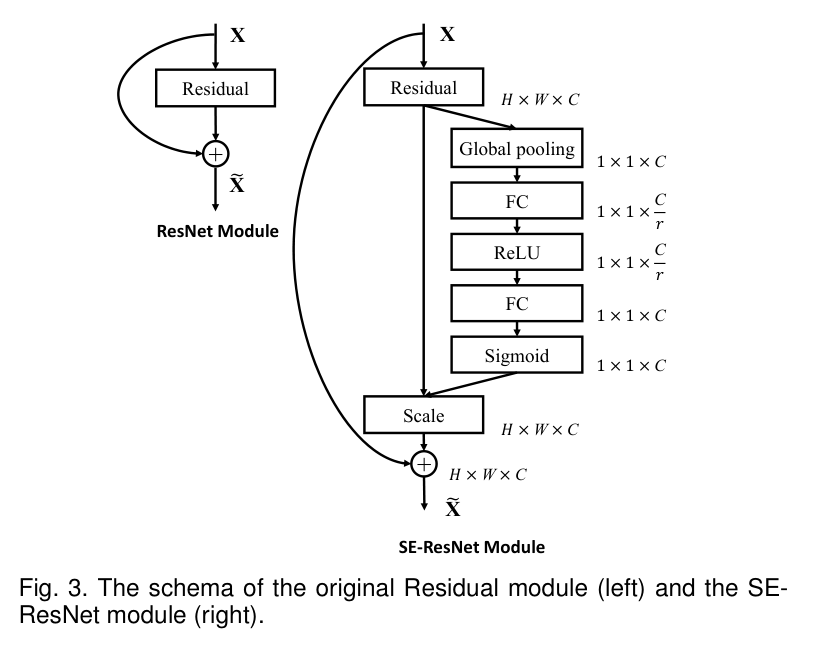 X
Residual
+
X̃
ResNet Module
X
Residual
H × W × C
Global pooling
1 × 1 × C
FC
1 × 1 × C/r
ReLU
1 × 1 × C/r
FC
1 × 1 × C
Sigmoid
1 × 1 × C
Scale
H × W × C
+
H × W × C
X̃
SE-ResNet Module
Fig. 3. The schema of the original Residual module (left) and the SE-
ResNet module (right).